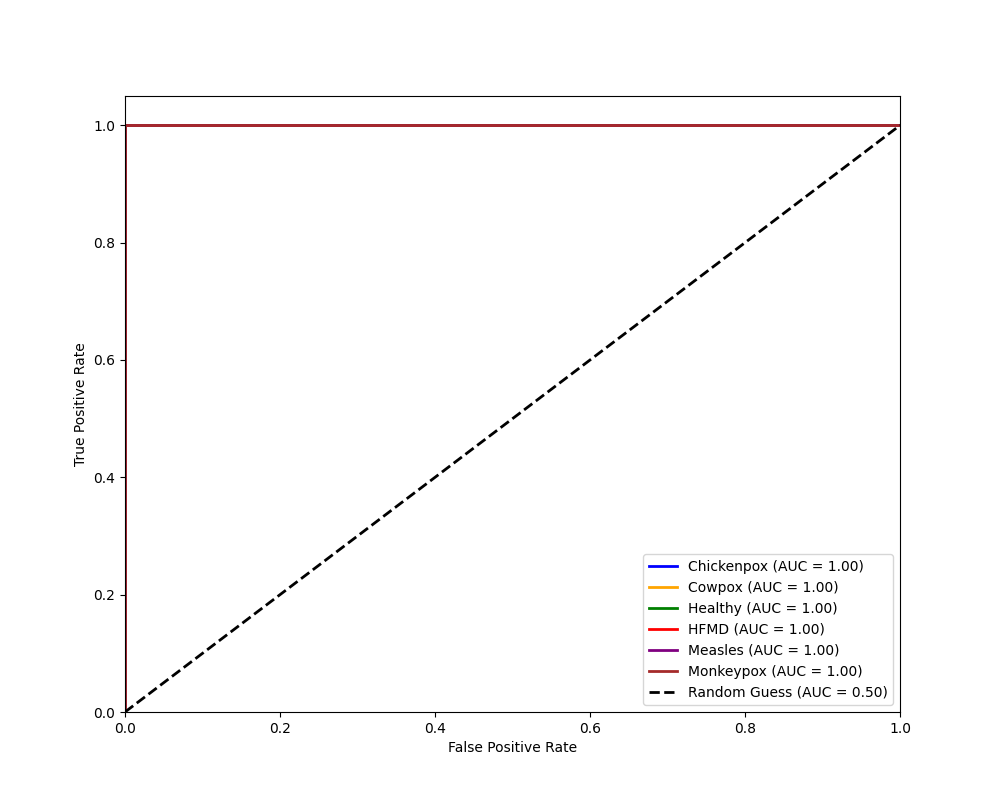 1.0
0.8
0.6
0.4
0.2
0.0
True Positive Rate
Chickenpox (AUC = 1.00)
Cowpox (AUC = 1.00)
Healthy (AUC = 1.00)
HFMD (AUC = 1.00)
Measles (AUC = 1.00)
Monkeypox (AUC = 1.00)
Random Guess (AUC = 0.50)
0.0 0.2 0.4 0.6 0.8 1.0
False Positive Rate